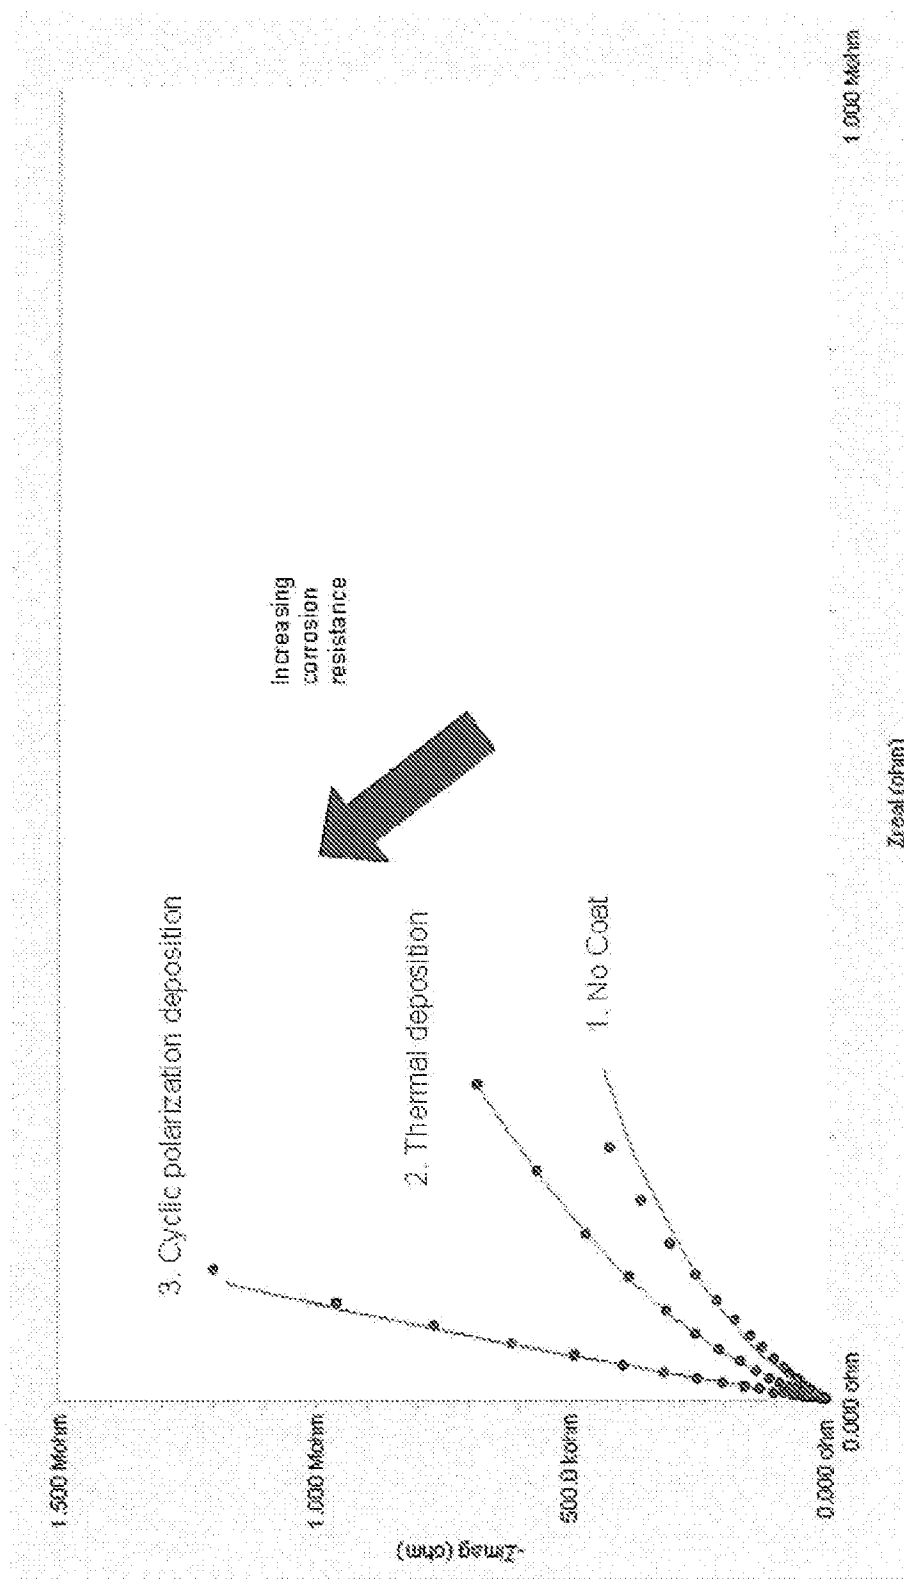 1.500 Mohm
1.000 Mohm
500.0 kohm
0.000 ohm
-Zimag (ohm)
3. Cyclic polarization deposition
2. Thermal deposition
1. No Coat
Increasing
corrosion
resistance
0.000 ohm
1.000 Mohm
Zreal (ohm)